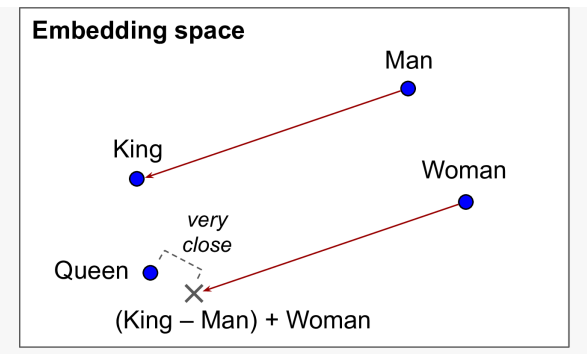 Embedding space
Man
King
Woman
very
close
Queen
(King – Man) + Woman